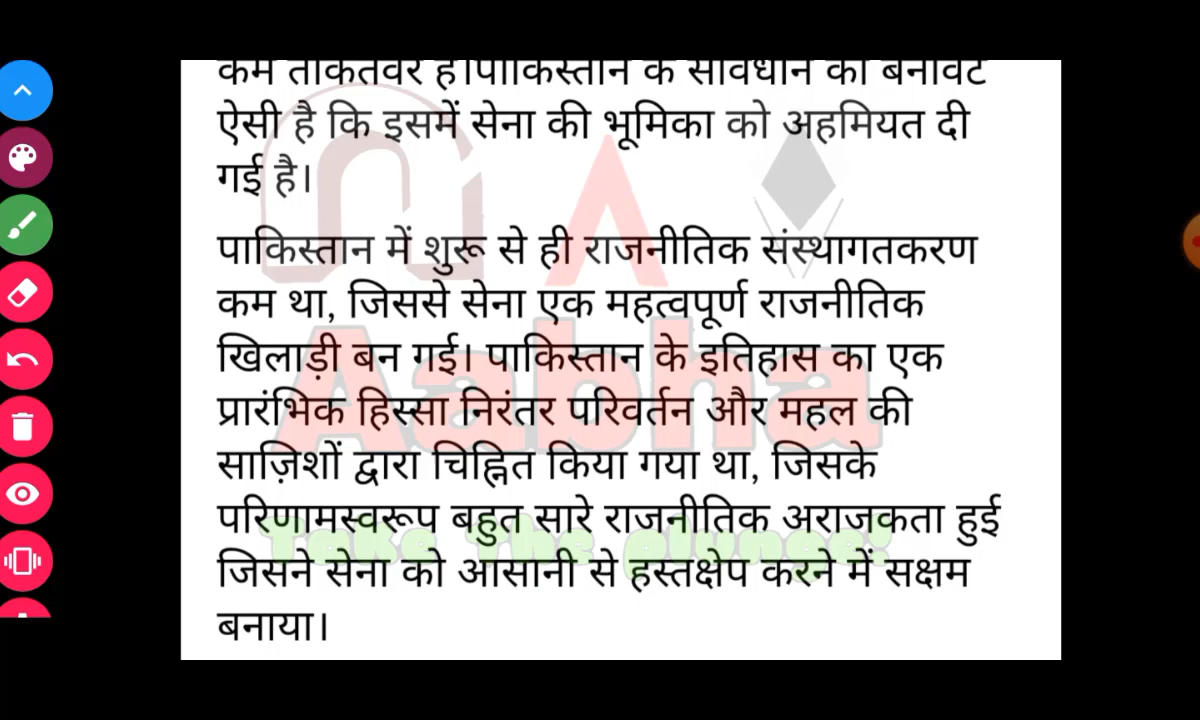 कम ताकतवर है।पाकिस्तान के संविधान की बनावट
ऐसी है कि इसमें सेना की भूमिका को अहमियत दी
गई है।
पाकिस्तान में शुरू से ही राजनीतिक संस्थागतकरण
कम था, जिससे सेना एक महत्वपूर्ण राजनीतिक
खिलाड़ी बन गई। पाकिस्तान के इतिहास का एक
प्रारंभिक हिस्सा निरंतर परिवर्तन और महल की
साज़िशों द्वारा चिह्नित किया गया था, जिसके
परिणामस्वरूप बहुत सारे राजनीतिक अराजकता हुई
जिसने सेना को आसानी से हस्तक्षेप करने में सक्षम
बनाया।
Aabha
Take The plunge!